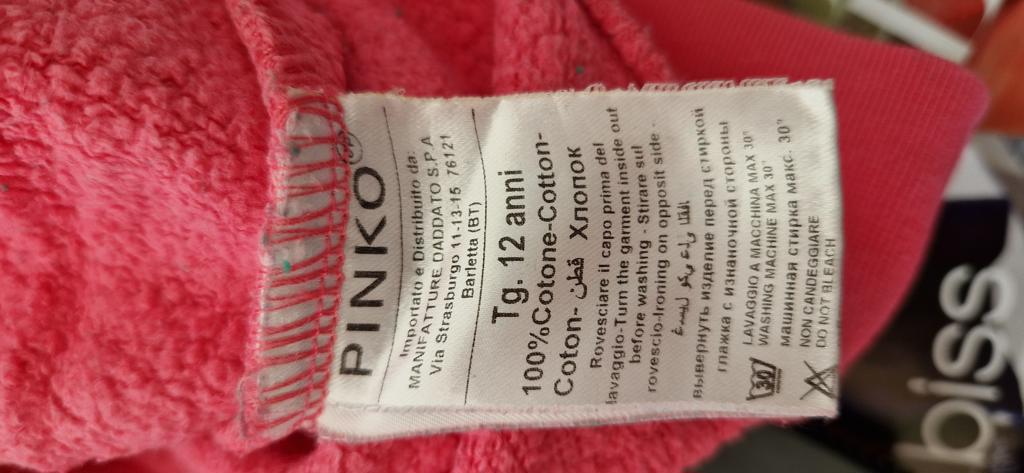 PINKO®
Importato e Distribuito da:
MANIFATTURE DADDATO S.P.A
Via Strasburgo 11-13-15 76121
Barletta (BT)
Tg. 12 anni
100%Cotone-Cotton-
Coton- قطن Хлопок
Rovesciare il capo prima del
lavaggio-Turn the garment inside out
before washing - Stirare sul
rovescio-Ironing on opposite side -
вывернуть изделие перед стиркой
глажка с изнаночной стороны
30
LAVAGGIO A MACCHINA MAX 30°
WASHING MACHINE MAX 30°
машинная стирка макс. 30°
NON CANDEGGIARE
DO NOT BLEACH
biss